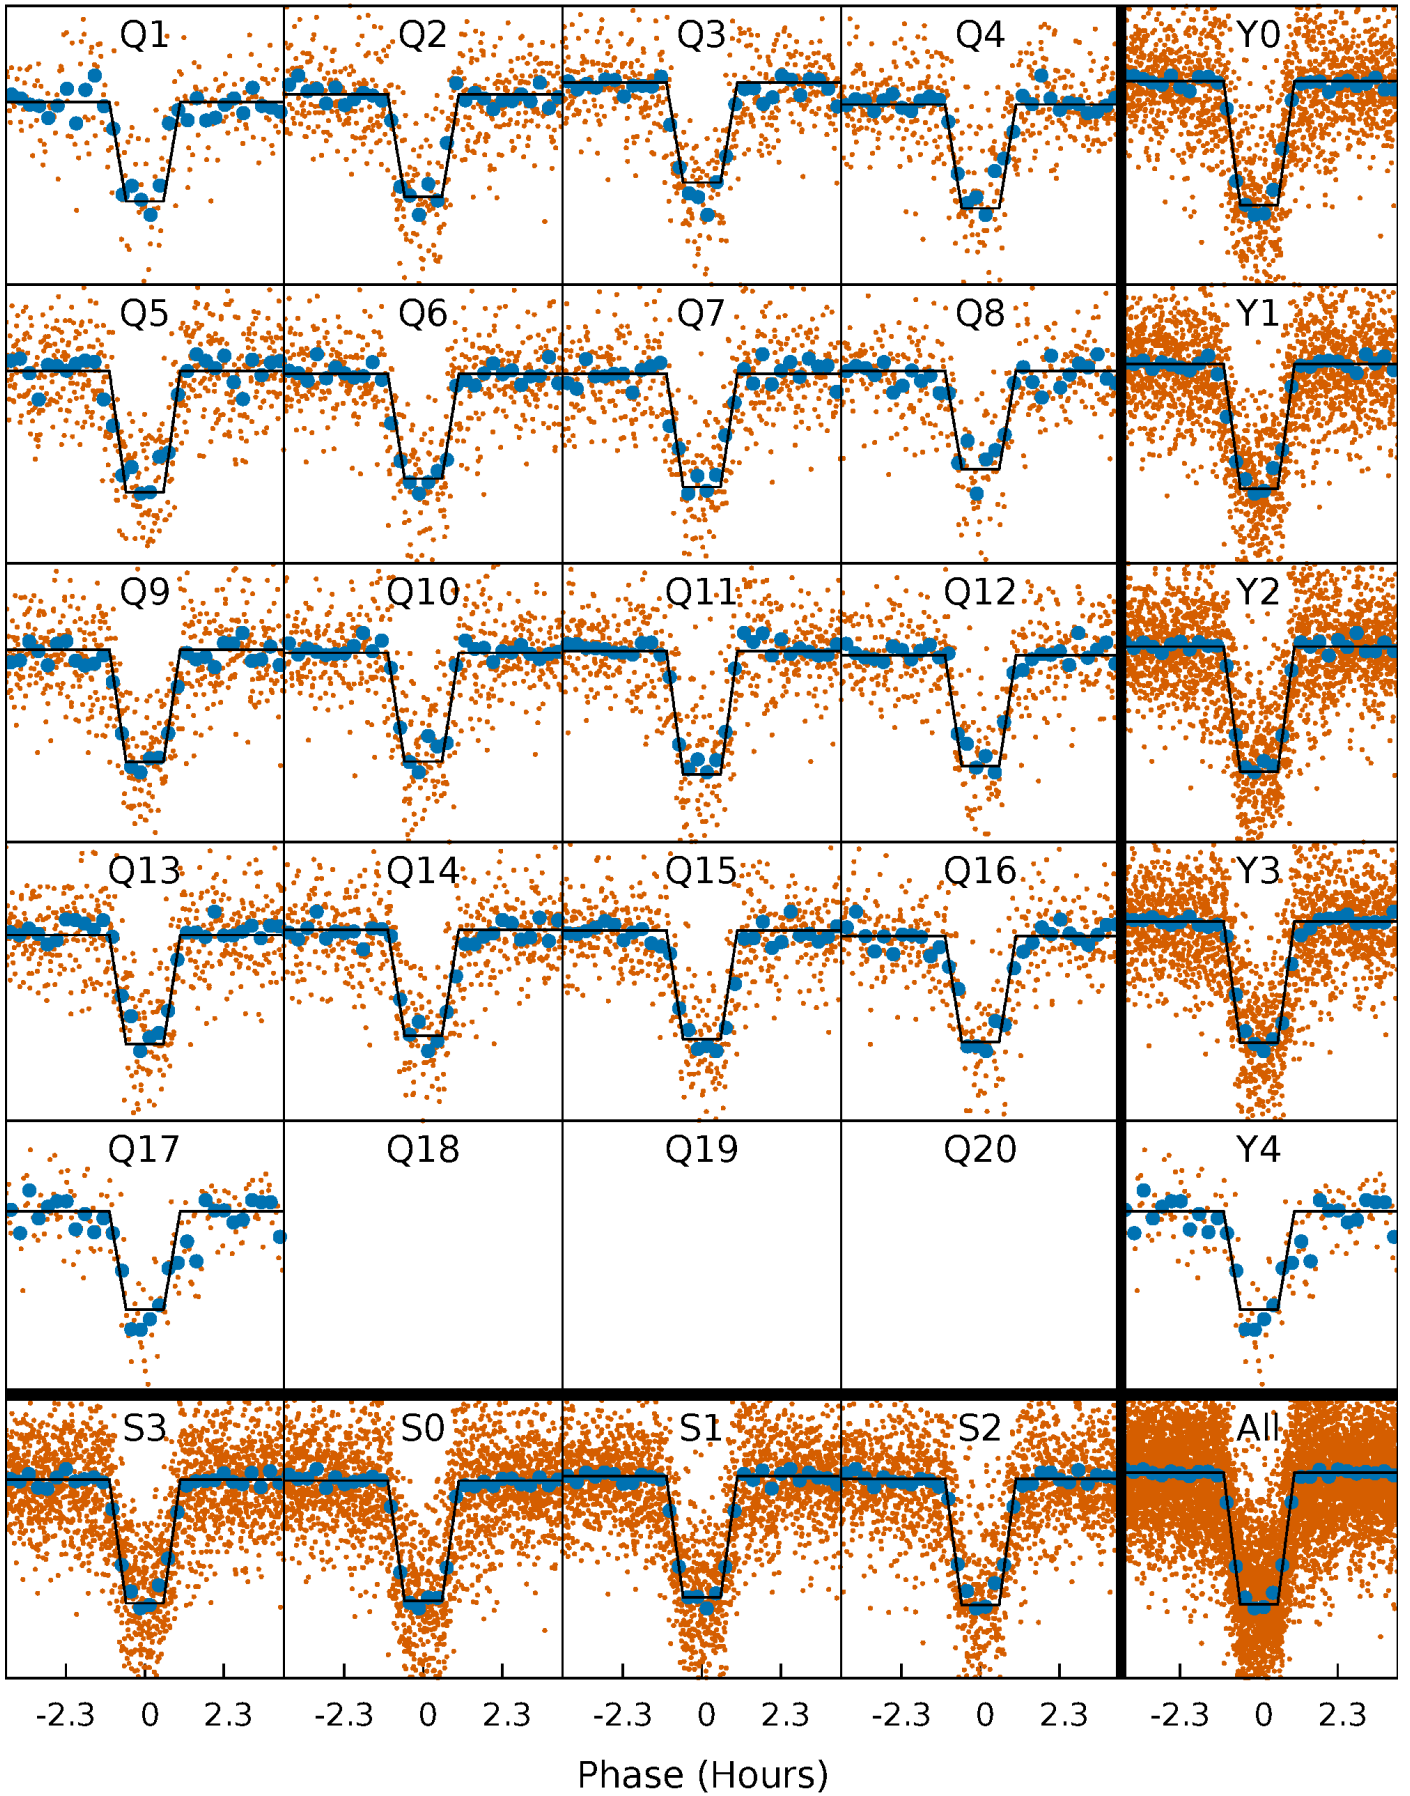 Q1 Q2 Q3 Q4 Y0
Q5 Q6 Q7 Q8 Y1
Q9 Q10 Q11 Q12 Y2
Q13 Q14 Q15 Q16 Y3
Q17 Q18 Q19 Q20 Y4
S3 S0 S1 S2 All
-2.3 0 2.3 -2.3 0 2.3 -2.3 0 2.3 -2.3 0 2.3 -2.3 0 2.3
Phase (Hours)